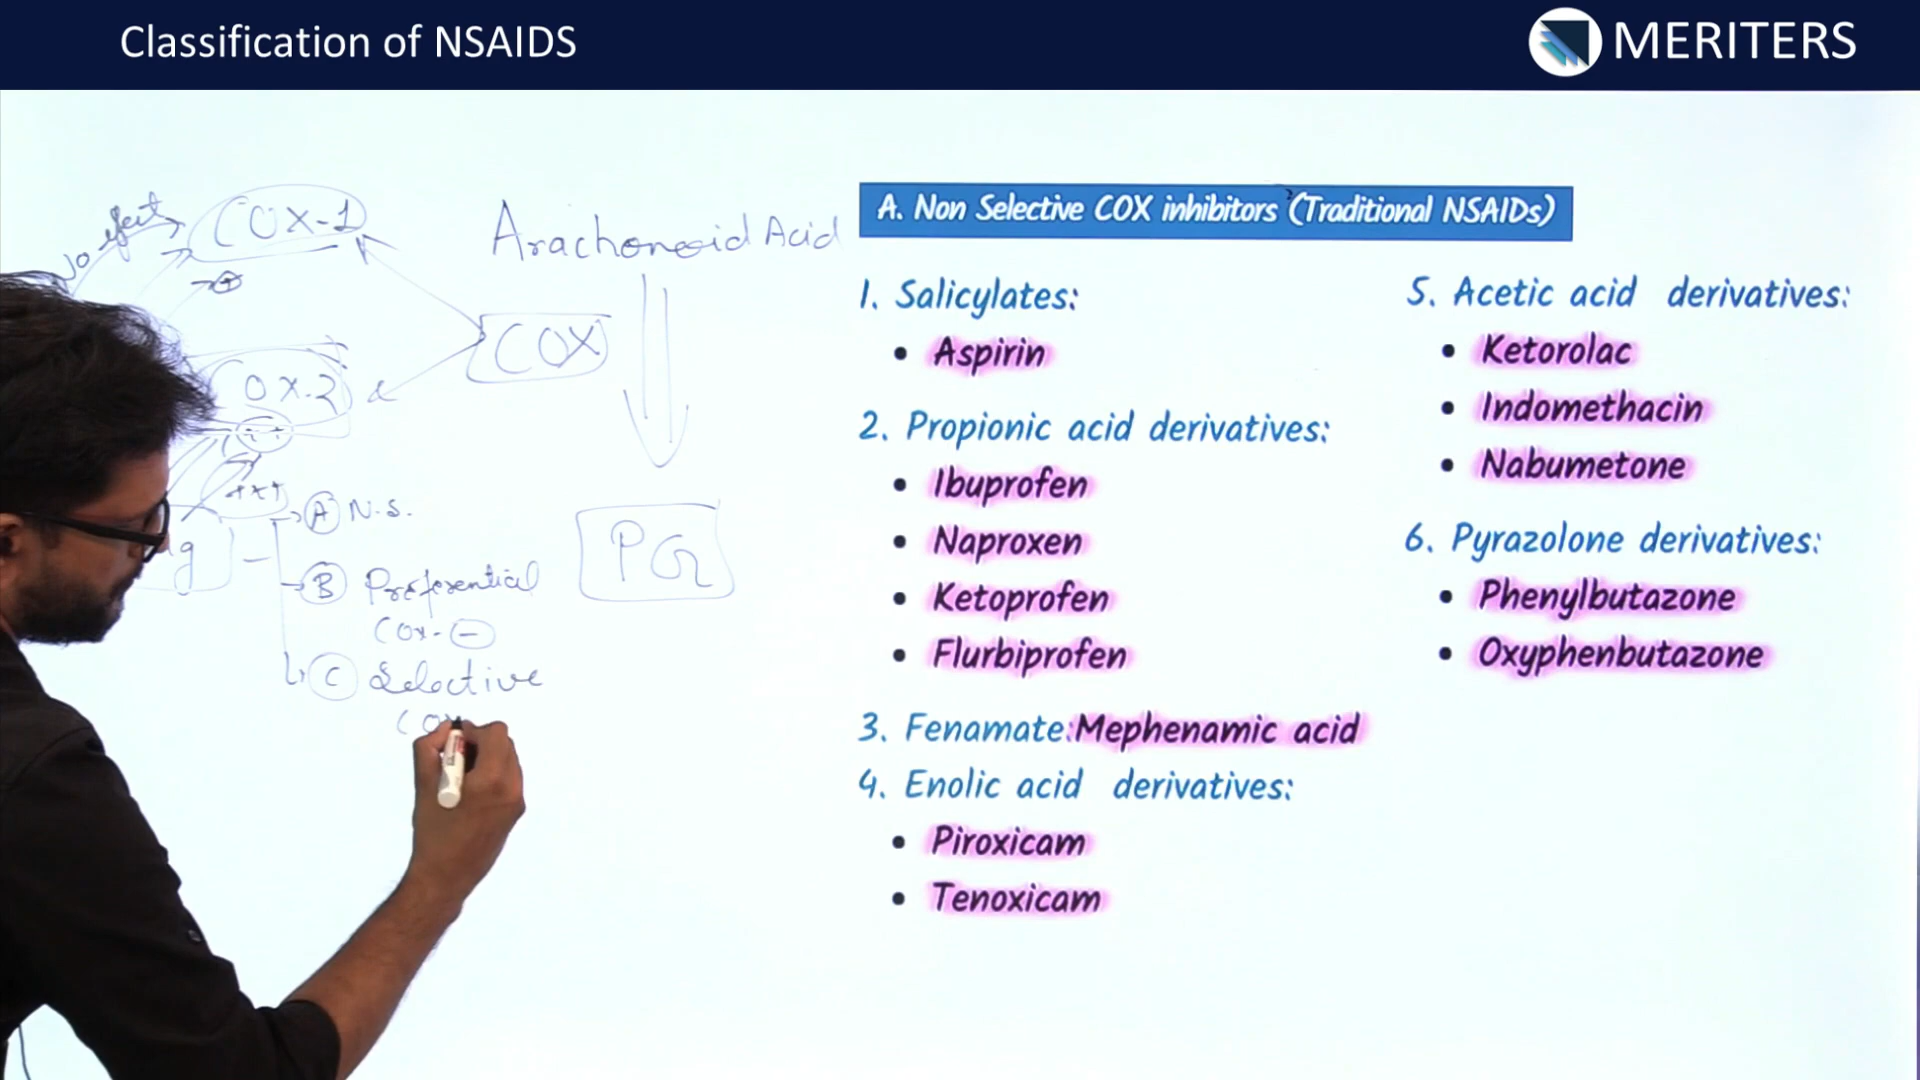 Classification of NSAIDS
MERITERS
No effect
COX-1
Arachonoid Acid
COX
OX-2
PG
A N.S.
B Preferential
COX-
C Selective
COX
A. Non Selective COX inhibitors (Traditional NSAIDs)
1. Salicylates:
• Aspirin
2. Propionic acid derivatives:
• Ibuprofen
• Naproxen
• Ketoprofen
• Flurbiprofen
3. Fenamate:Mephenamic acid
4. Enolic acid derivatives:
• Piroxicam
• Tenoxicam
5. Acetic acid derivatives:
• Ketorolac
• Indomethacin
• Nabumetone
6. Pyrazolone derivatives:
• Phenylbutazone
• Oxyphenbutazone